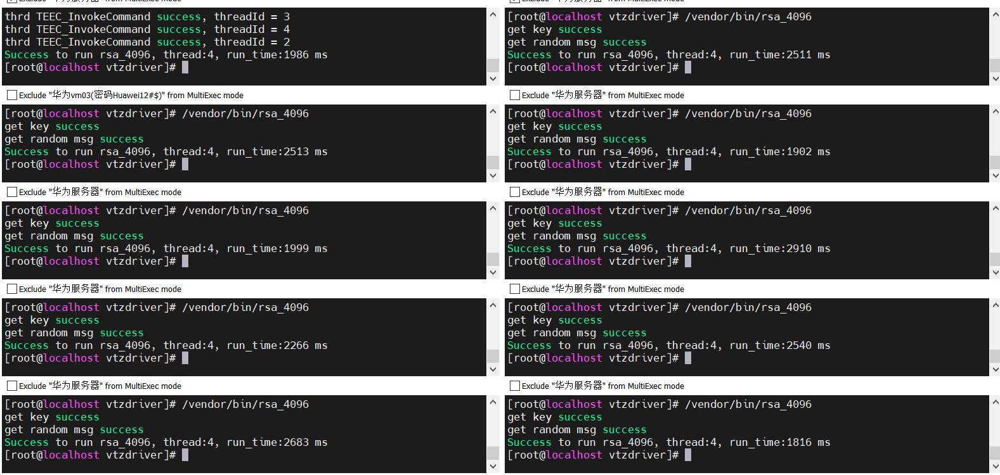 thrd TEEC_InvokeCommand success, threadId = 3
thrd TEEC_InvokeCommand success, threadId = 4
thrd TEEC_InvokeCommand success, threadId = 2
Success to run rsa_4096, thread:4, run_time:1986 ms
[root@localhost vtzdriver]#
[root@localhost vtzdriver]# /vendor/bin/rsa_4096
get key success
get random msg success
Success to run rsa_4096, thread:4, run_time:2511 ms
[root@localhost vtzdriver]#
Exclude "华为vm03(密码Huawei12#$)" from MultiExec mode
[root@localhost vtzdriver]# /vendor/bin/rsa_4096
get key success
get random msg success
Success to run rsa_4096, thread:4, run_time:2513 ms
[root@localhost vtzdriver]#
Exclude "华为服务器" from MultiExec mode
[root@localhost vtzdriver]# /vendor/bin/rsa_4096
get key success
get random msg success
Success to run rsa_4096, thread:4, run_time:1902 ms
[root@localhost vtzdriver]#
Exclude "华为服务器" from MultiExec mode
[root@localhost vtzdriver]# /vendor/bin/rsa_4096
get key success
get random msg success
Success to run rsa_4096, thread:4, run_time:1999 ms
[root@localhost vtzdriver]#
Exclude "华为服务器" from MultiExec mode
[root@localhost vtzdriver]# /vendor/bin/rsa_4096
get key success
get random msg success
Success to run rsa_4096, thread:4, run_time:2910 ms
[root@localhost vtzdriver]#
Exclude "华为服务器" from MultiExec mode
[root@localhost vtzdriver]# /vendor/bin/rsa_4096
get key success
get random msg success
Success to run rsa_4096, thread:4, run_time:2266 ms
[root@localhost vtzdriver]#
Exclude "华为服务器" from MultiExec mode
[root@localhost vtzdriver]# /vendor/bin/rsa_4096
get key success
get random msg success
Success to run rsa_4096, thread:4, run_time:2540 ms
[root@localhost vtzdriver]#
Exclude "华为服务器" from MultiExec mode
[root@localhost vtzdriver]# /vendor/bin/rsa_4096
get key success
get random msg success
Success to run rsa_4096, thread:4, run_time:2683 ms
[root@localhost vtzdriver]#
Exclude "华为服务器" from MultiExec mode
[root@localhost vtzdriver]# /vendor/bin/rsa_4096
get key success
get random msg success
Success to run rsa_4096, thread:4, run_time:1816 ms
[root@localhost vtzdriver]#